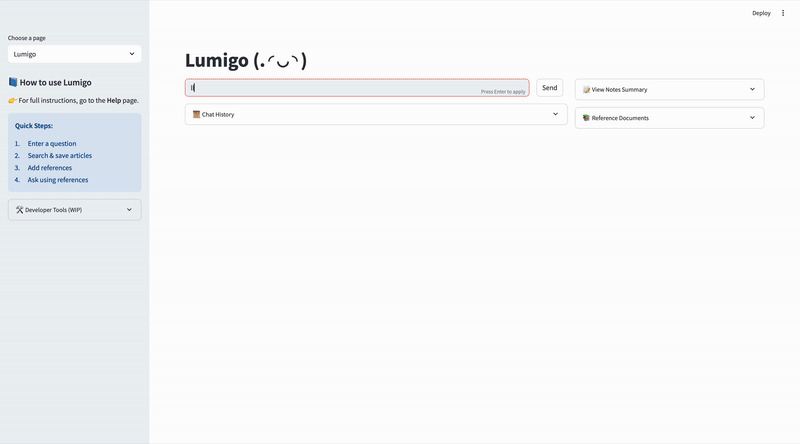 Deploy
Choose a page
Lumigo
📘 How to use Lumigo
👉 For full instructions, go to the Help page.
Quick Steps:
1. Enter a question
2. Search & save articles
3. Add references
4. Ask using references
🛠️ Developer Tools (WIP)
Lumigo (.◜◡◝)
Press Enter to apply
Send
📝 View Notes Summary
Chat History
📚 Reference Documents